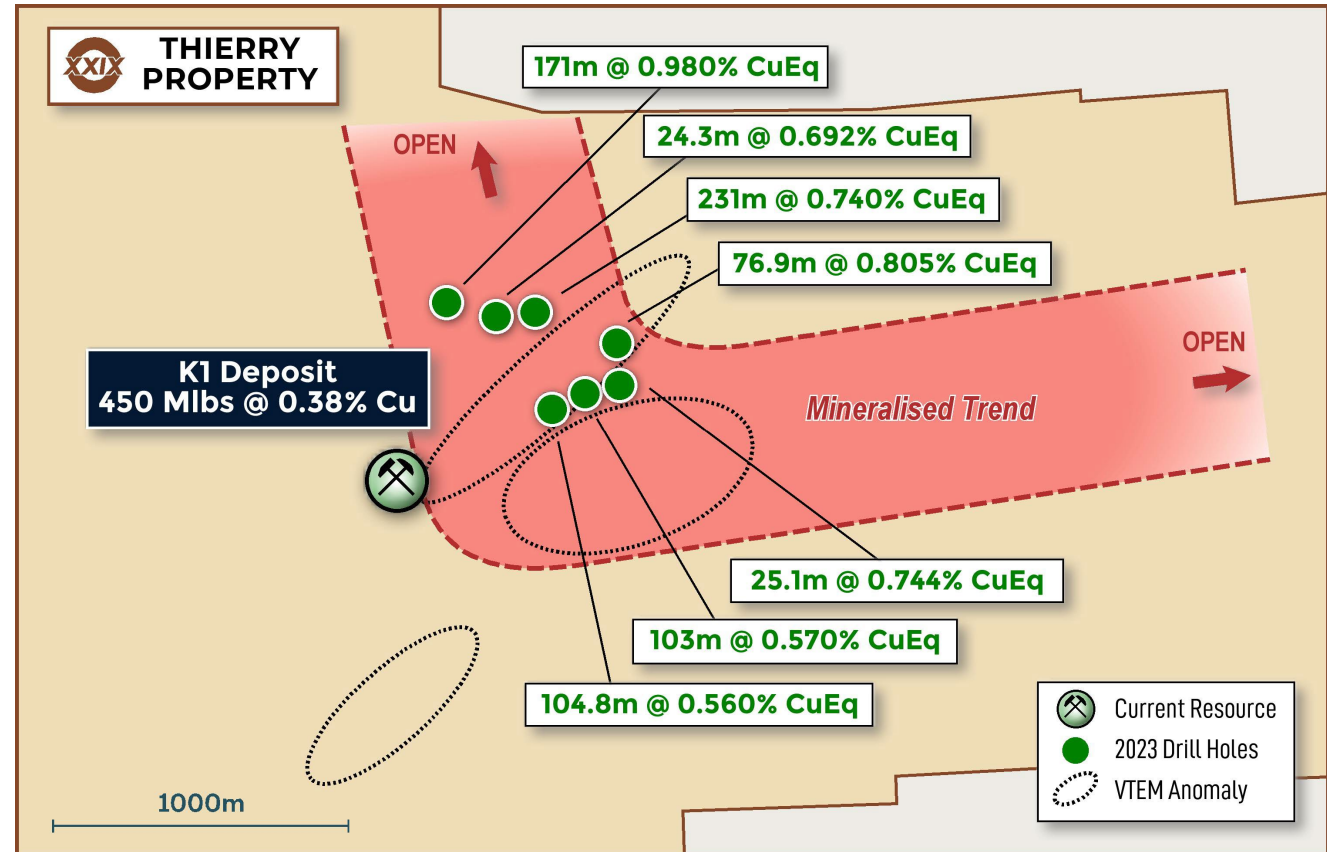 XXIX
THIERRY
PROPERTY
171m @ 0.980% CuEq
24.3m @ 0.692% CuEq
231m @ 0.740% CuEq
76.9m @ 0.805% CuEq
OPEN
K1 Deposit
450 Mlbs @ 0.38% Cu
OPEN
Mineralised Trend
25.1m @ 0.744% CuEq
103m @ 0.570% CuEq
104.8m @ 0.560% CuEq
1000m
Current Resource
2023 Drill Holes
VTEM Anomaly